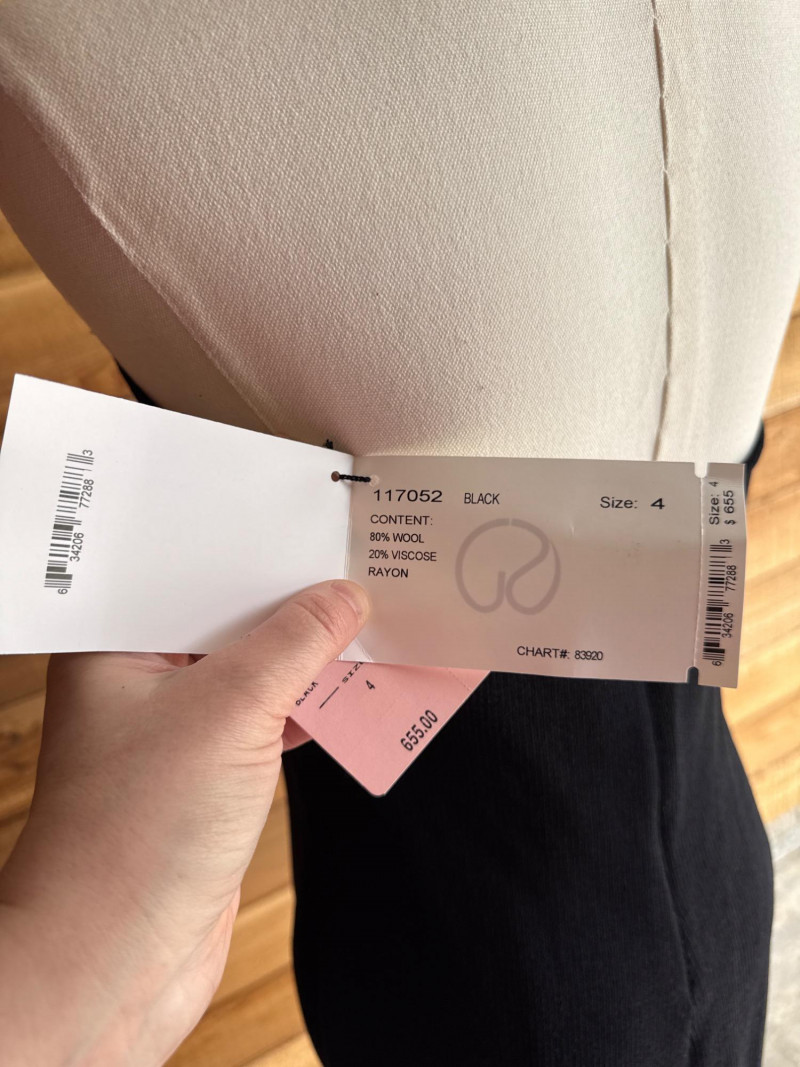 6 34206 77288 3
117052 BLACK Size: 4
CONTENT:
80% WOOL
20% VISCOSE
RAYON
CHART#: 83920
Size: 4
$ 655
6 34206 77288 3
BLACK
4
655.00